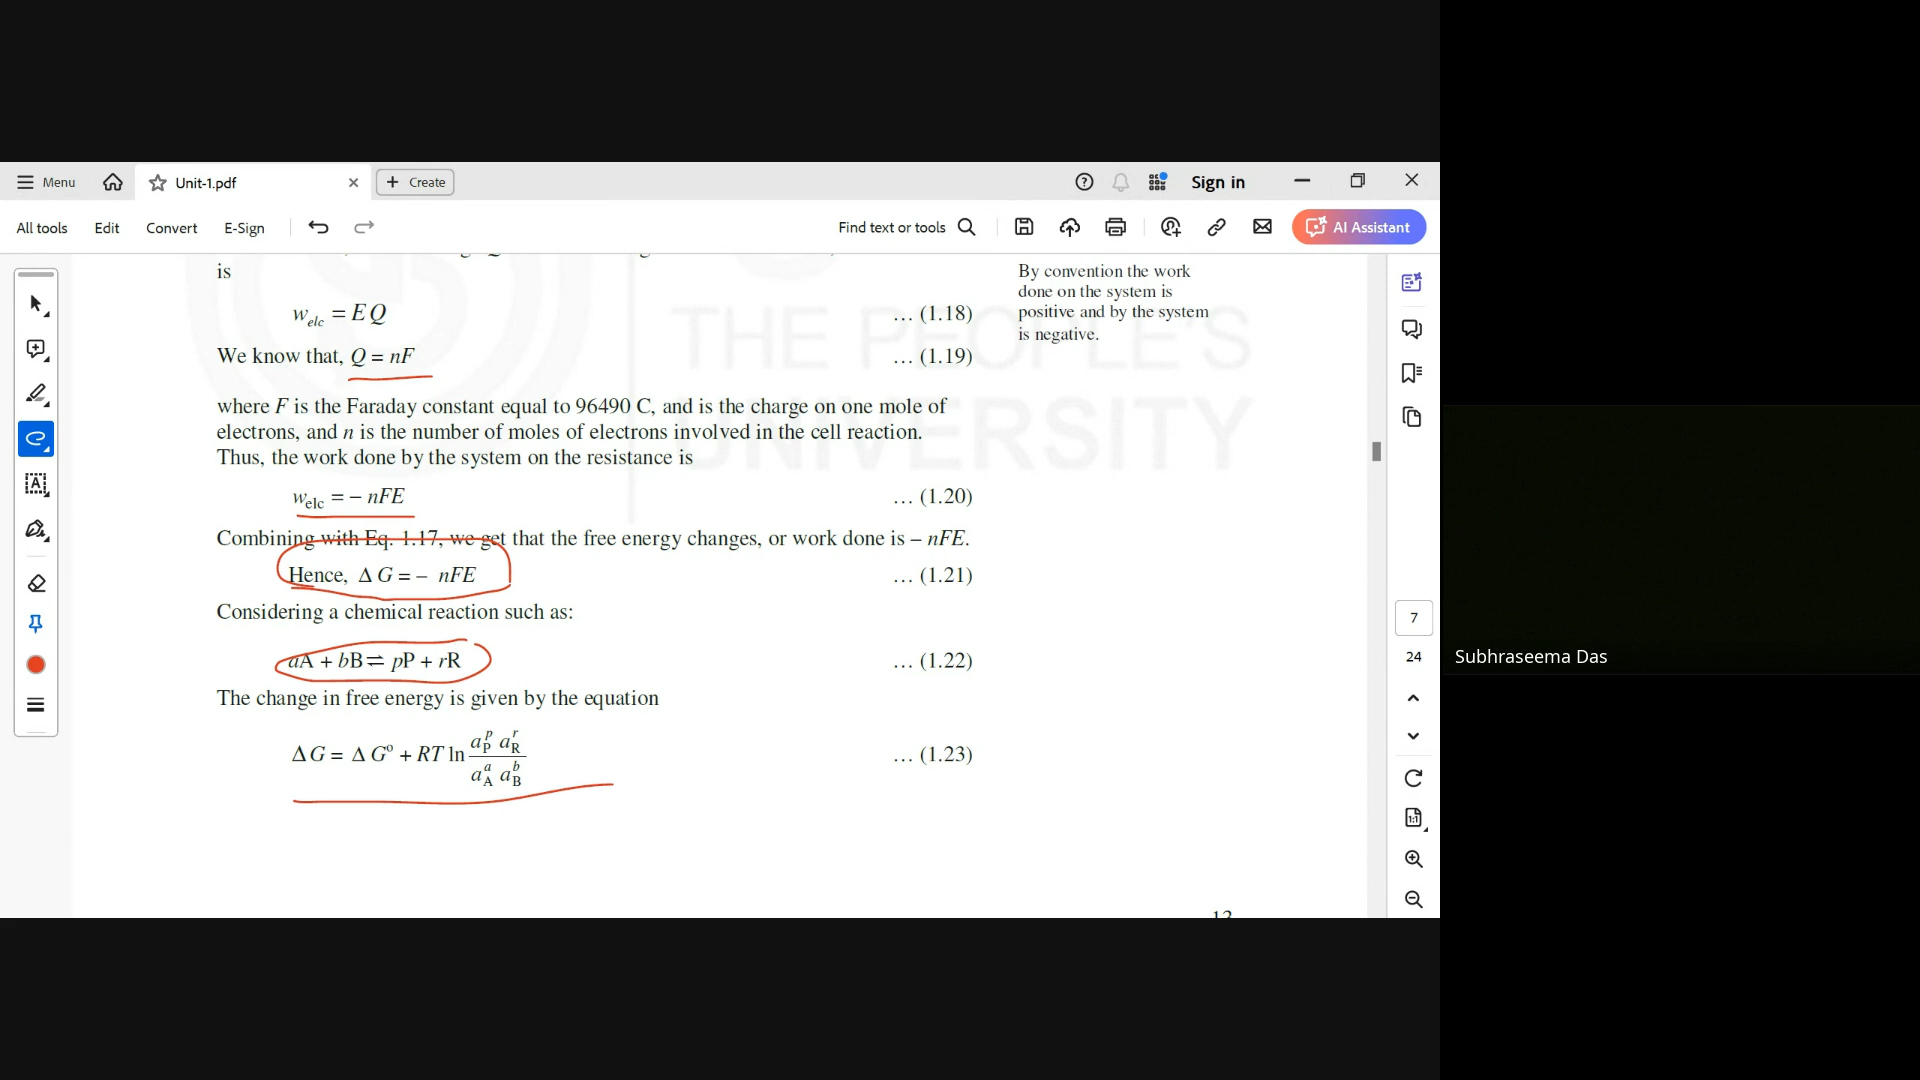 Menu
Unit-1.pdf
Create
Sign in
All tools
Edit
Convert
E-Sign
Find text or tools
AI Assistant
is
w_elc = E Q ... (1.18)
We know that, Q = nF ... (1.19)
where F is the Faraday constant equal to 96490 C, and is the charge on one mole of
electrons, and n is the number of moles of electrons involved in the cell reaction.
Thus, the work done by the system on the resistance is
w_elc = – nFE ... (1.20)
Combining with Eq. 1.17, we get that the free energy changes, or work done is – nFE.
Hence, Δ G = – nFE ... (1.21)
Considering a chemical reaction such as:
aA + bB ⇌ pP + rR ... (1.22)
The change in free energy is given by the equation
Δ G = Δ G° + RT ln (a_P^p a_R^r) / (a_A^a a_B^b) ... (1.23)
By convention the work
done on the system is
positive and by the system
is negative.
THE PEOPLE'S
UNIVERSITY
7
24
Subhraseema Das